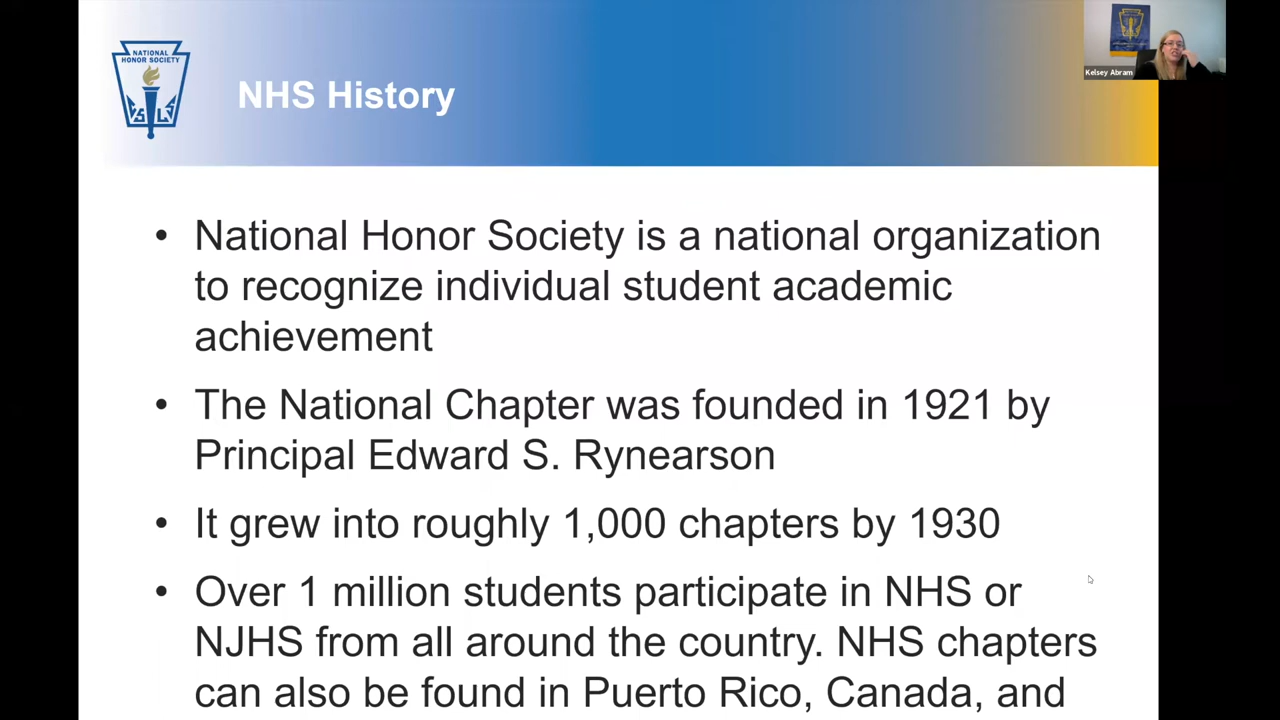 NATIONAL
HONOR SOCIETY
NHS History
Kelsey Abram
• National Honor Society is a national organization
to recognize individual student academic
achievement
• The National Chapter was founded in 1921 by
Principal Edward S. Rynearson
• It grew into roughly 1,000 chapters by 1930
• Over 1 million students participate in NHS or
NJHS from all around the country. NHS chapters
can also be found in Puerto Rico, Canada, and